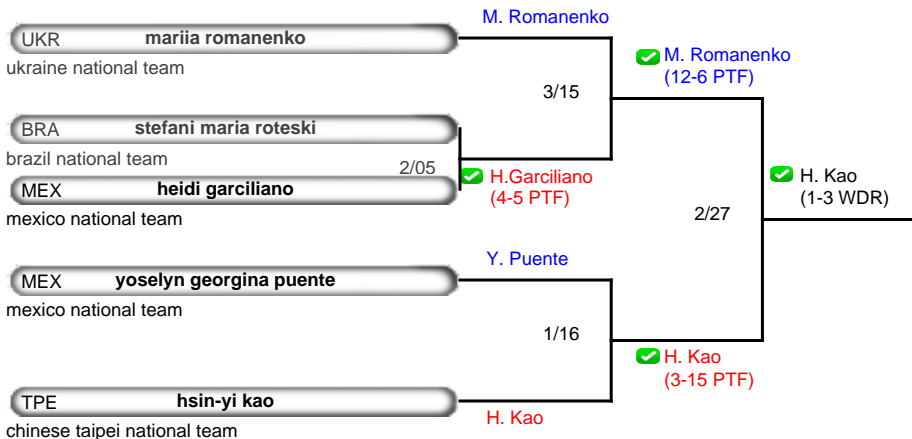 M. Romanenko
UKR mariia romanenko
ukraine national team
M. Romanenko
(12-6 PTF)
3/15
BRA stefani maria roteski
brazil national team
2/05
H.Garciliano
(4-5 PTF)
MEX heidi garciliano
mexico national team
H. Kao
(1-3 WDR)
2/27
Y. Puente
MEX yoselyn georgina puente
mexico national team
1/16
H. Kao
(3-15 PTF)
TPE hsin-yi kao
chinese taipei national team
H. Kao